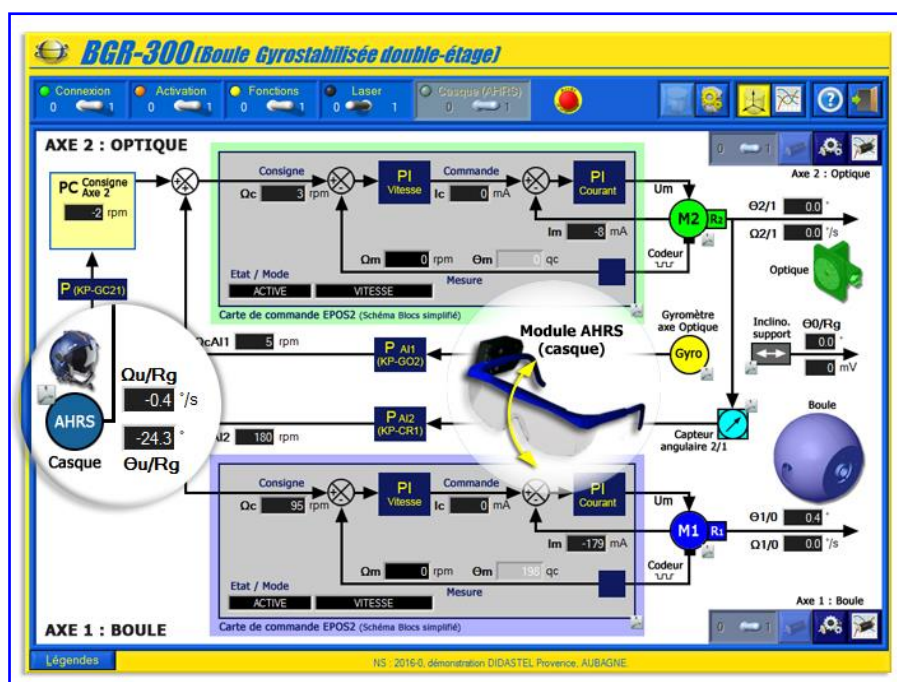 BGR-300 (Boule Gyrostabilisée double-étage)
Connexion Activation Fonctions Laser Casque (AHRS)
0 1 0 1 0 1 0 1 0 1
AXE 2 : OPTIQUE
0 1
Axe 2 : Optique
PC Consigne
Axe 2
-2 rpm
P (KP-GC21)
Consigne
Ωc 3 rpm
PI
Vitesse
Commande
Ic 0 mA
PI
Courant
Um
M2 R2
Im -8 mA
Ωm 0 rpm Θm 0 qc
Mesure
Codeur
Etat / Mode
ACTIVE VITESSE
Carte de commande EPOS2 (Schéma Blocs simplifié)
Θ2/1 0.0 °
Ω2/1 0.0 °/s
Optique
ΩcAI1 5 rpm
P AI1
(KP-GO2)
Module AHRS
(casque)
Gyromètre
axe Optique
Gyro
Inclino.
support
Θ0/Rg
0.0 °
0 mV
Ωu/Rg
-0.4 °/s
-24.3 °
Θu/Rg
AHRS
Casque
AI2 180 rpm
P AI2
(KP-CR1)
Capteur
angulaire 2/1
Boule
Consigne
Ωc 95 rpm
PI
Vitesse
Commande
Ic 0 mA
PI
Courant
Um
M1 R1
Im -179 mA
Ωm 0 rpm Θm 198 qc
Mesure
Codeur
Etat / Mode
ACTIVE VITESSE
Carte de commande EPOS2 (Schéma Blocs simplifié)
Θ1/0 0.4 °
Ω1/0 0.0 °/s
Axe 1 : Boule
AXE 1 : BOULE
0 1
Légendes
NS : 2016-0, démonstration DIDASTEL Provence, AUBAGNE.